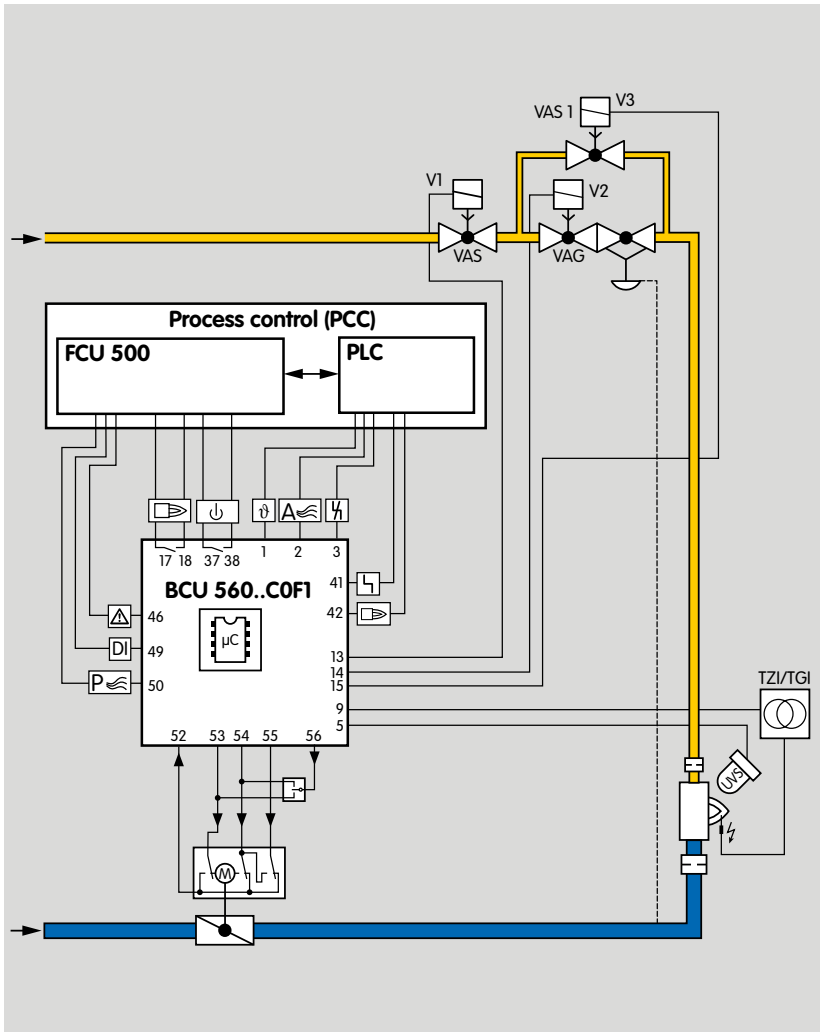 VAS 1
V3
V1
V2
VAS
VAG
Process control (PCC)
FCU 500
PLC
ϑ
A
17 18
37 38
1
2
3
BCU 560..C0F1
µC
41
42
46
DI
49
P
50
13
14
15
9
5
TZI/TGI
52
53
54
55
56
UVS
M